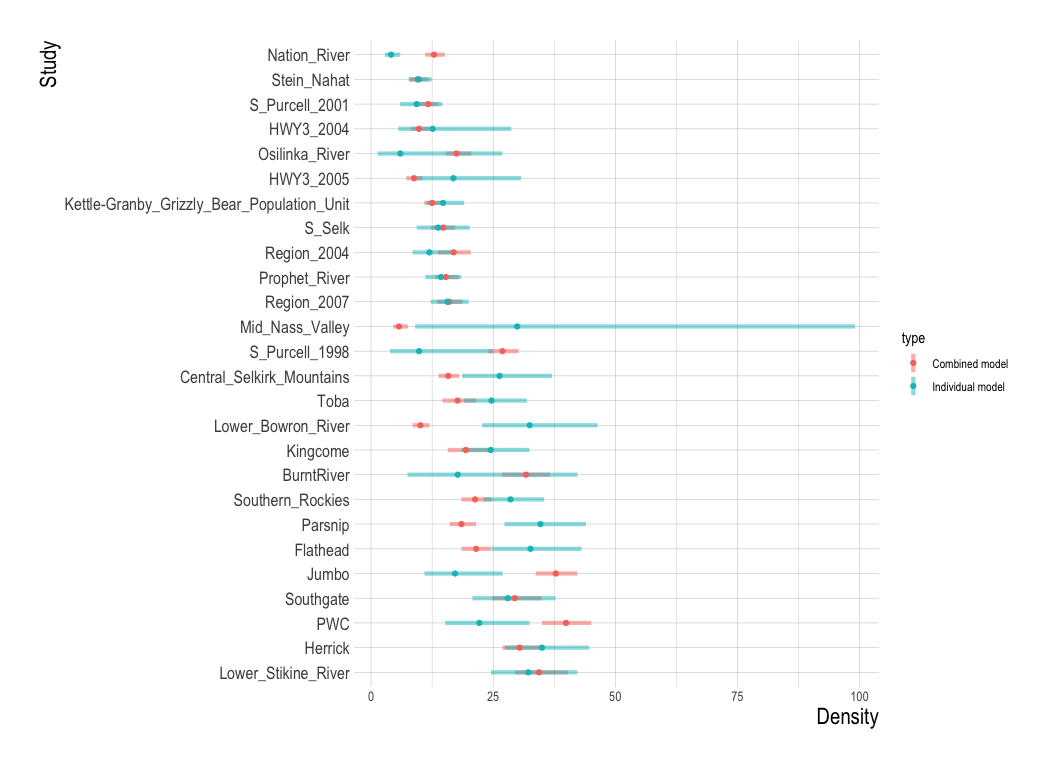 Study
Nation_River
Stein_Nahat
S_Purcell_2001
HWY3_2004
Osilinka_River
HWY3_2005
Kettle-Granby_Grizzly_Bear_Population_Unit
S_Selk
Region_2004
Prophet_River
Region_2007
Mid_Nass_Valley
S_Purcell_1998
Central_Selkirk_Mountains
Toba
Lower_Bowron_River
Kingcome
BurntRiver
Southern_Rockies
Parsnip
Flathead
Jumbo
Southgate
PWC
Herrick
Lower_Stikine_River
0 25 50 75 100
Density
type
Combined model
Individual model